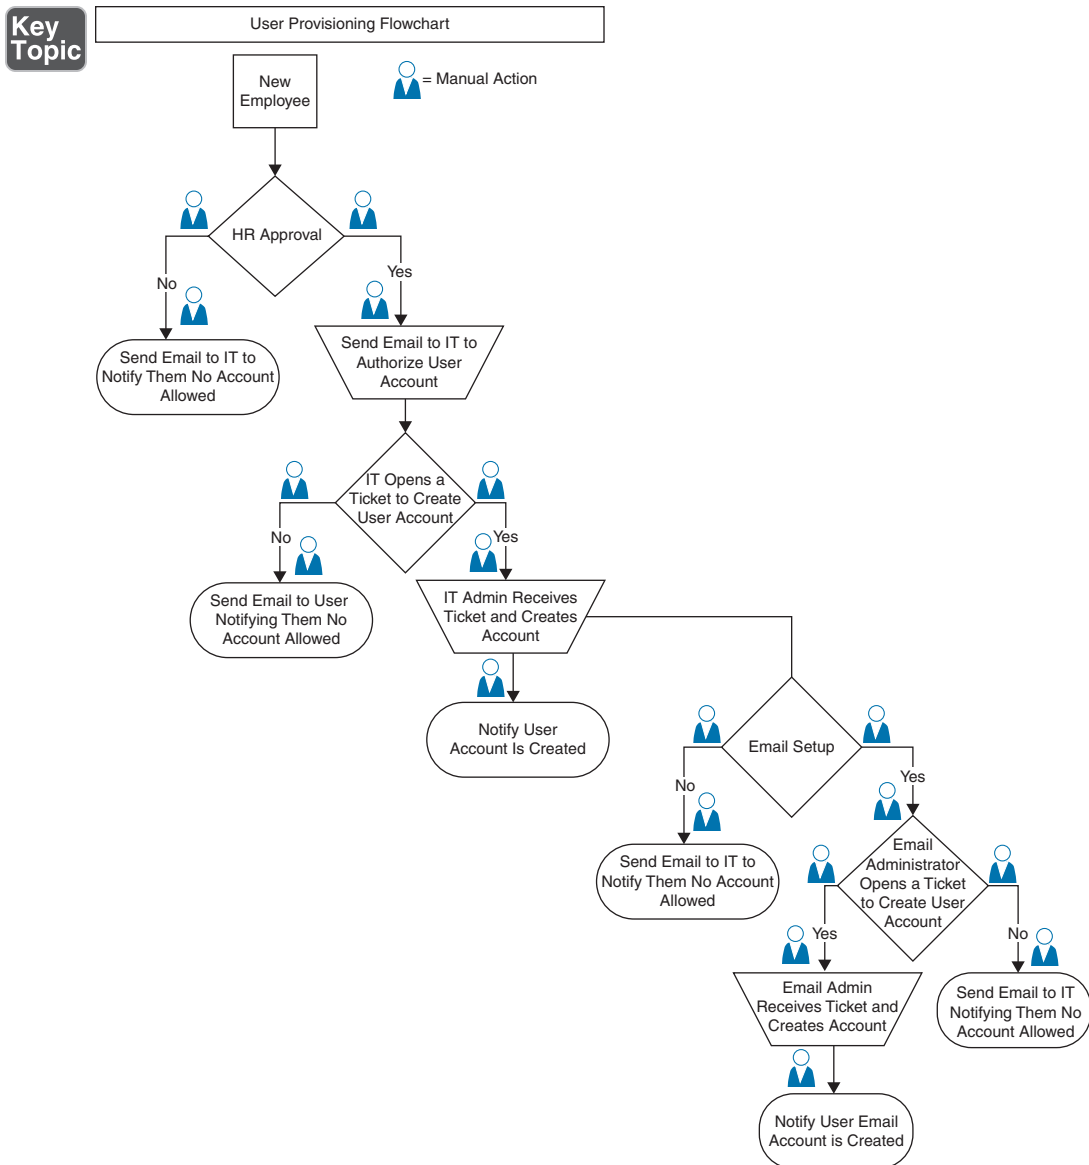 Key
Topic
User Provisioning Flowchart
New
Employee
= Manual Action
HR Approval
No
Yes
Send Email to IT to
Notify Them No Account
Allowed
Send Email to IT to
Authorize User
Account
IT Opens a
Ticket to Create
User Account
No
Yes
Send Email to User
Notifying Them No
Account Allowed
IT Admin Receives
Ticket and Creates
Account
Notify User
Account Is Created
Email Setup
No
Yes
Send Email to IT to
Notify Them No Account
Allowed
Email
Administrator
Opens a Ticket
to Create User
Account
Yes
No
Email Admin
Receives Ticket and
Creates Account
Send Email to IT
Notifying Them No
Account Allowed
Notify User Email
Account is Created